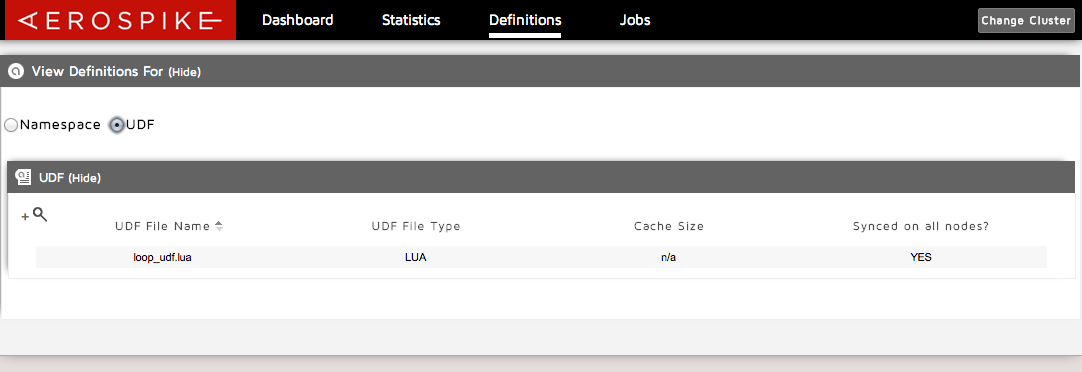 AEROSPIKE Dashboard Statistics Definitions Jobs Change Cluster
View Definitions For (Hide)
Namespace UDF
UDF (Hide)
+
UDF File Name UDF File Type Cache Size Synced on all nodes?
loop_udf.lua LUA n/a YES